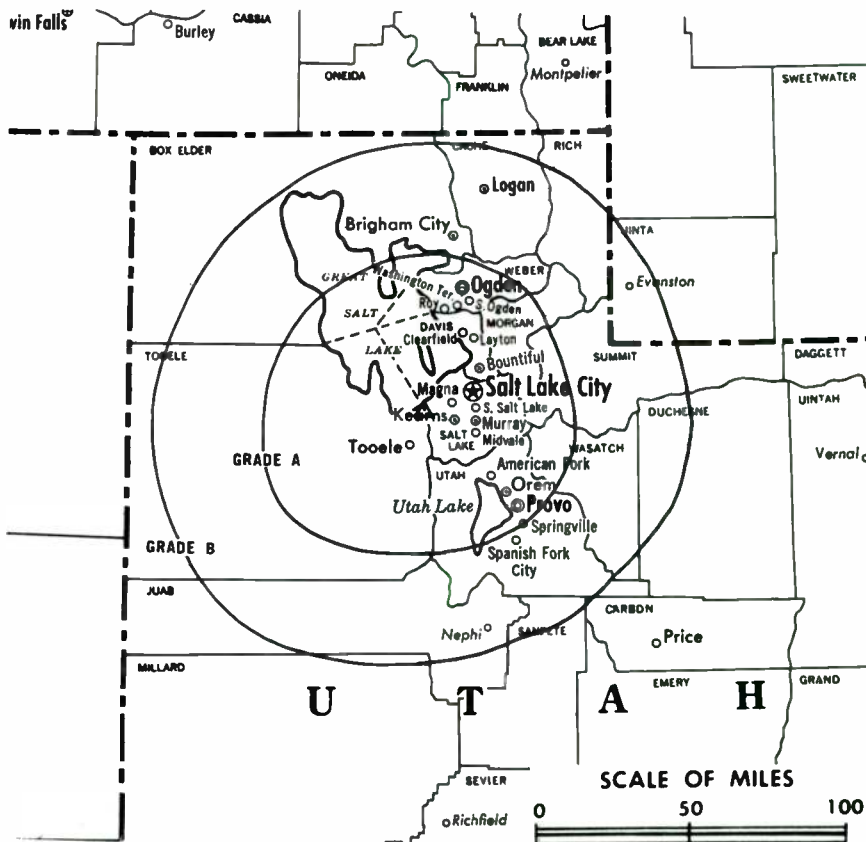 vin Falls
Burley
CASSIA
ONEIDA
FRANKLIN
BEAR LAKE
Montpelier
SWEETWATER
BOX ELDER
CACHE
RICH
Logan
Brigham City
UINTA
Evanston
GREAT
Washington Ter.
Ogden
WEBER
Roy
S. Ogden
SALT
MORGAN
DAVIS
Clearfield
Layton
TOOELE
LAKE
Bountiful
SUMMIT
DAGGETT
Magna
Salt Lake City
S. Salt Lake
DUCHESNE
UINTAH
Kearns
Murray
SALT
LAKE
Midvale
WASATCH
Tooele
Vernal
GRADE A
American Fork
UTAH
Orem
Utah Lake
Provo
Springville
GRADE B
Spanish Fork
City
JUAB
CARBON
Nephi
SANPETE
Price
MILLARD
EMERY
GRAND
U T A H
SEVIER
SCALE OF MILES
Richfield
0 50 100